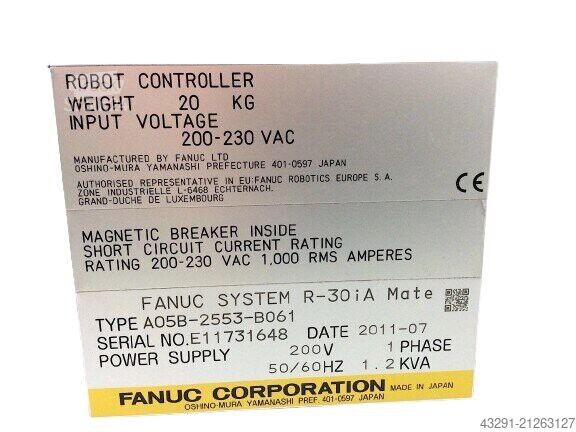 ROBOT CONTROLLER
WEIGHT 20 KG
INPUT VOLTAGE
200-230 VAC
MANUFACTURED BY FANUC LTD
OSHINO-MURA YAMANASHI PREFECTURE 401-0597 JAPAN
AUTHORISED REPRESENTATIVE IN EU:FANUC ROBOTICS EUROPE S.A.
ZONE INDUSTRIELLE L-6468 ECHTERNACH.
GRAND-DUCHE DE LUXEMBOURG
CE
MAGNETIC BREAKER INSIDE
SHORT CIRCUIT CURRENT RATING
RATING 200-230 VAC 1,000 RMS AMPERES
FANUC SYSTEM R-30iA Mate
TYPE A05B-2553-B061
SERIAL NO.E11731648 DATE 2011-07
POWER SUPPLY 200V 1 PHASE
50/60HZ 1.2 KVA
FANUC CORPORATION MADE IN JAPAN
OSHINO-MURA YAMANASHI PREF. 401-0597 JAPAN
43291-21263127